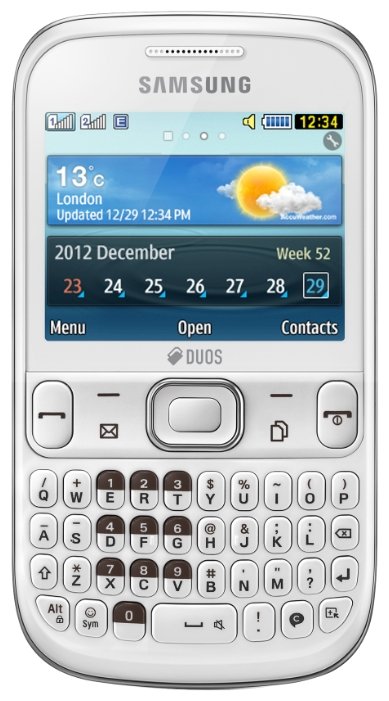 SAMSUNG
1 2 E 12:34
13°C
London
Updated 12/29 12:34 PM
AccuWeather.com
2012 December Week 52
23 24 25 26 27 28 29
Menu Open Contacts
DUOS
/ + 1 2 3 $ % ~ ( )
Q W E R T Y U I O P
_ - 4 5 6 @ & ; :
A S D F G H J K L
* 7 8 9 # . " ,
Z X C V B N M ?
Alt Sym 0 ! .